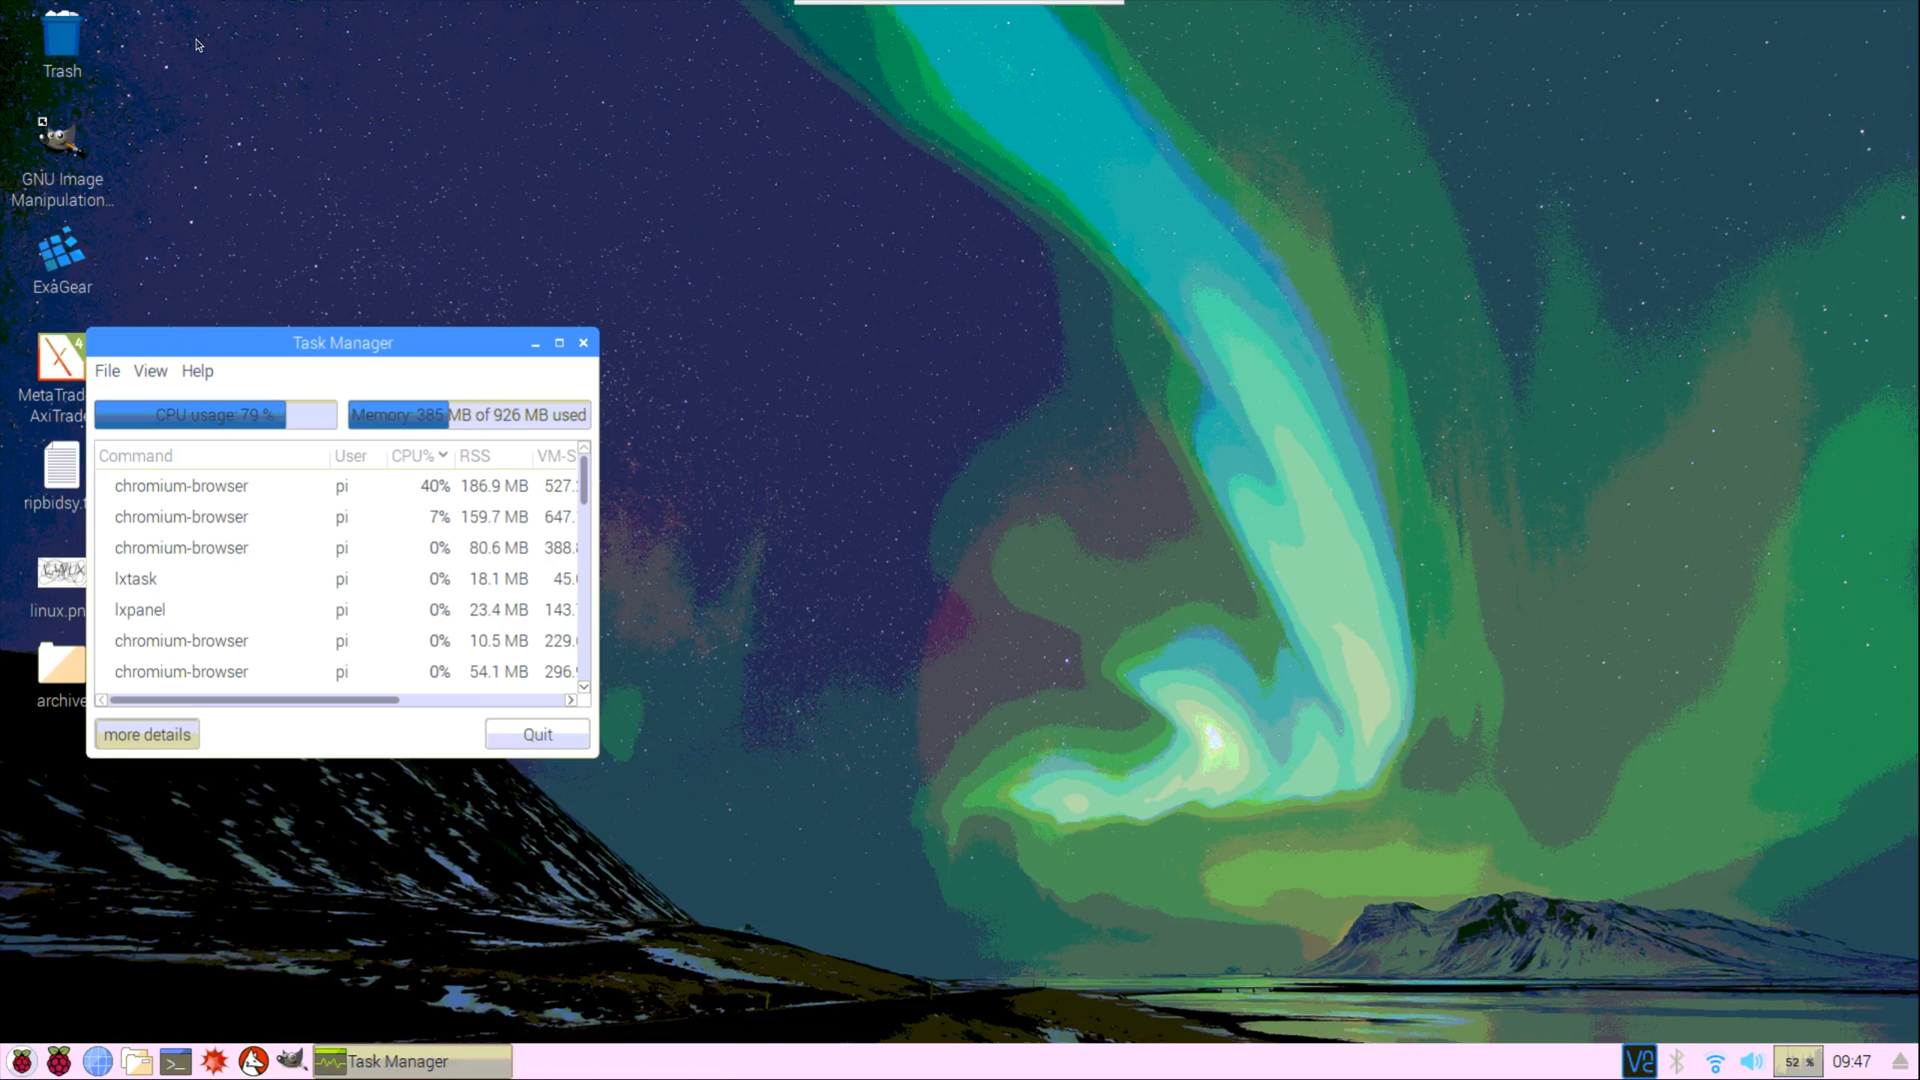 Trash
GNU Image
Manipulation...
ExaGear
MetaTrad
AxiTrade
ripbidsy.t
LINUX
linux.pn
archive
Task Manager
File View Help
CPU usage: 79 %
Memory: 385 MB of 926 MB used
Command User CPU% RSS VM-S
chromium-browser pi 40% 186.9 MB 527.
chromium-browser pi 7% 159.7 MB 647.
chromium-browser pi 0% 80.6 MB 388.
lxtask pi 0% 18.1 MB 45.
lxpanel pi 0% 23.4 MB 143.
chromium-browser pi 0% 10.5 MB 229.
chromium-browser pi 0% 54.1 MB 296.
more details Quit
Task Manager
52 %
09:47